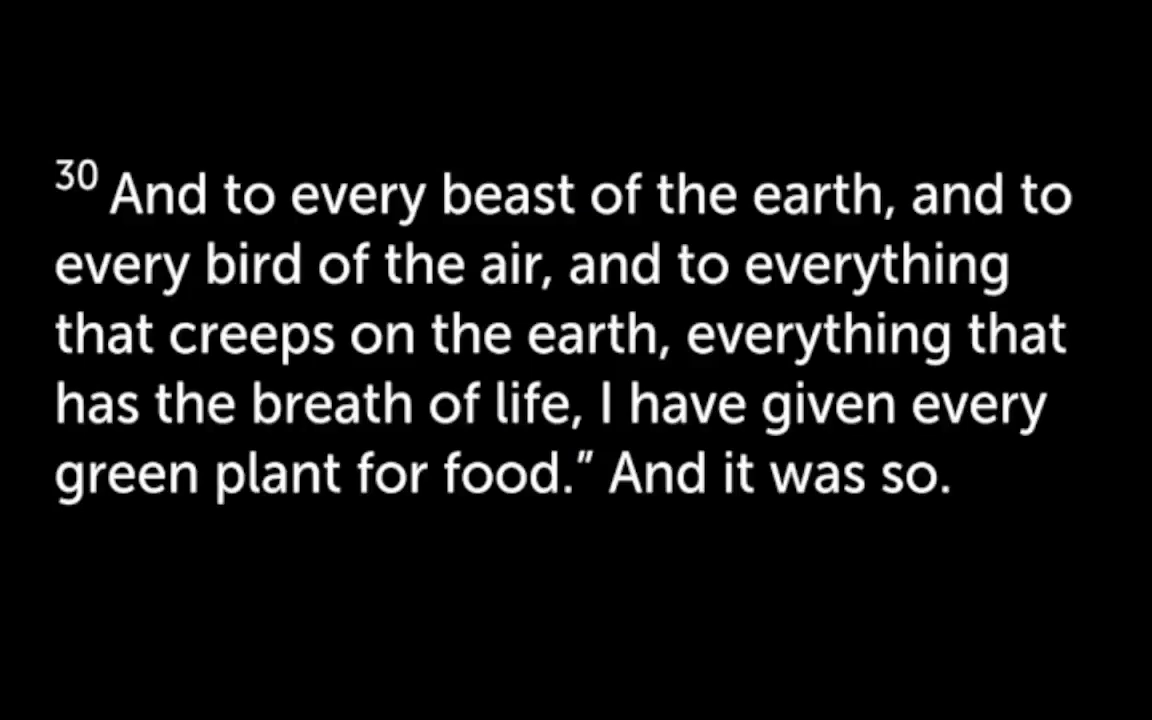 30 And to every beast of the earth, and to
every bird of the air, and to everything
that creeps on the earth, everything that
has the breath of life, I have given every
green plant for food.” And it was so.